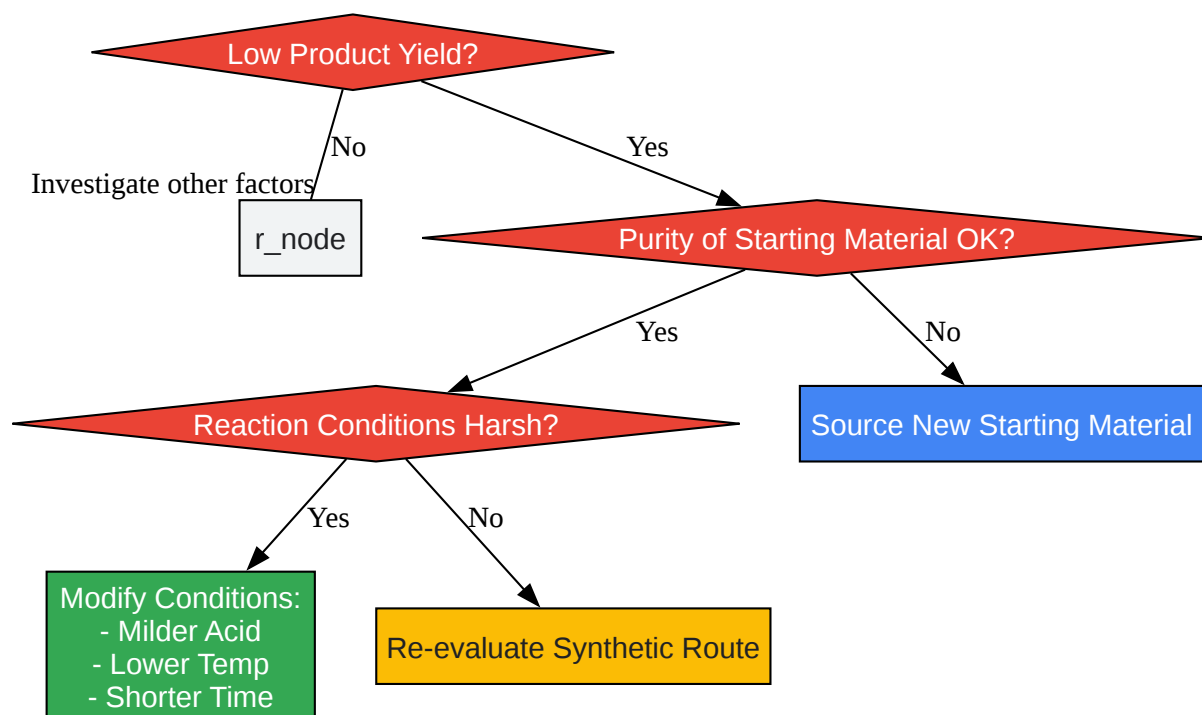 Low Product Yield?
No
Yes
Investigate other factors
r_node
Purity of Starting Material OK?
Yes
No
Reaction Conditions Harsh?
Source New Starting Material
Yes
No
Modify Conditions:
- Milder Acid
- Lower Temp
- Shorter Time
Re-evaluate Synthetic Route